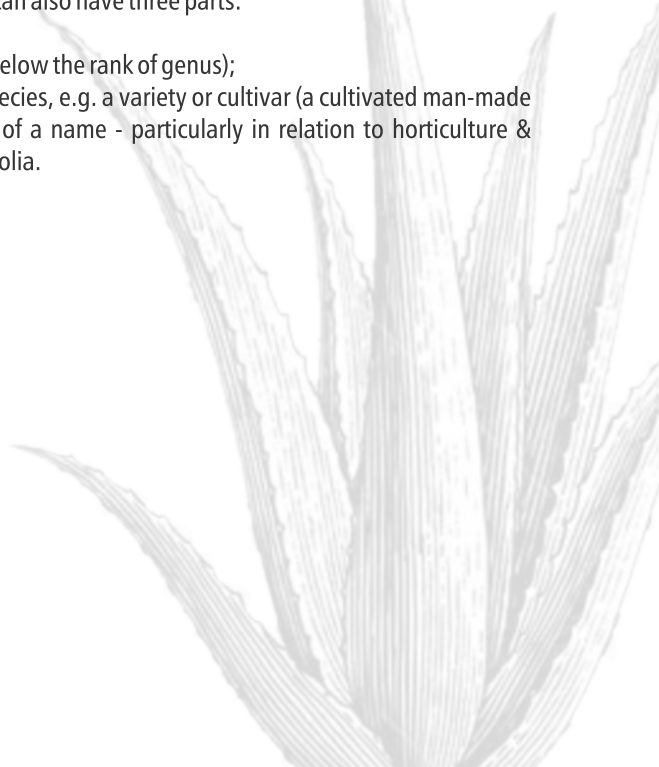 can also have three parts:
elow the rank of genus);
ecies, e.g. a variety or cultivar (a cultivated man-made
of a name - particularly in relation to horticulture &
olia.